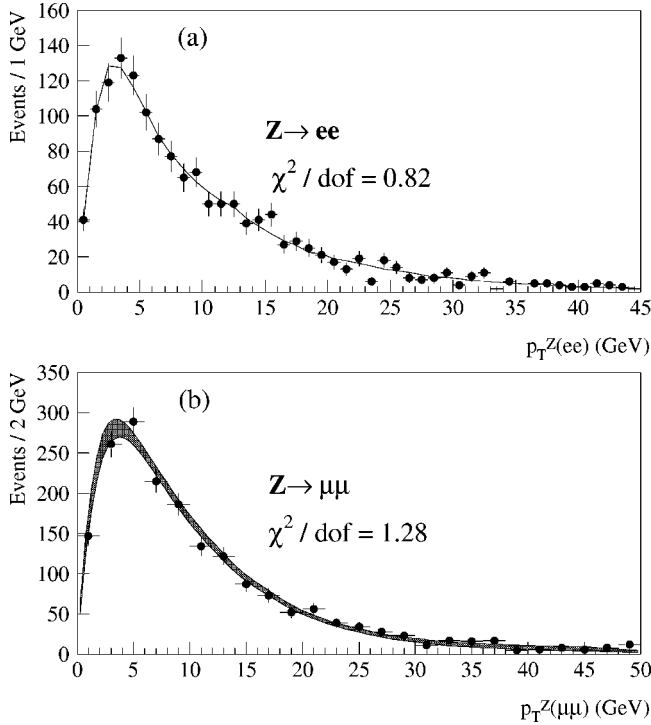 160
140
120
100
80
60
40
20
0
Events / 1 GeV
(a)
Z→ ee
χ² / dof = 0.82
0 5 10 15 20 25 30 35 40 45
p_T^Z(ee) (GeV)
350
300
250
200
150
100
50
0
Events / 2 GeV
(b)
Z→ μμ
χ² / dof = 1.28
0 5 10 15 20 25 30 35 40 45 50
p_T^Z(μμ) (GeV)